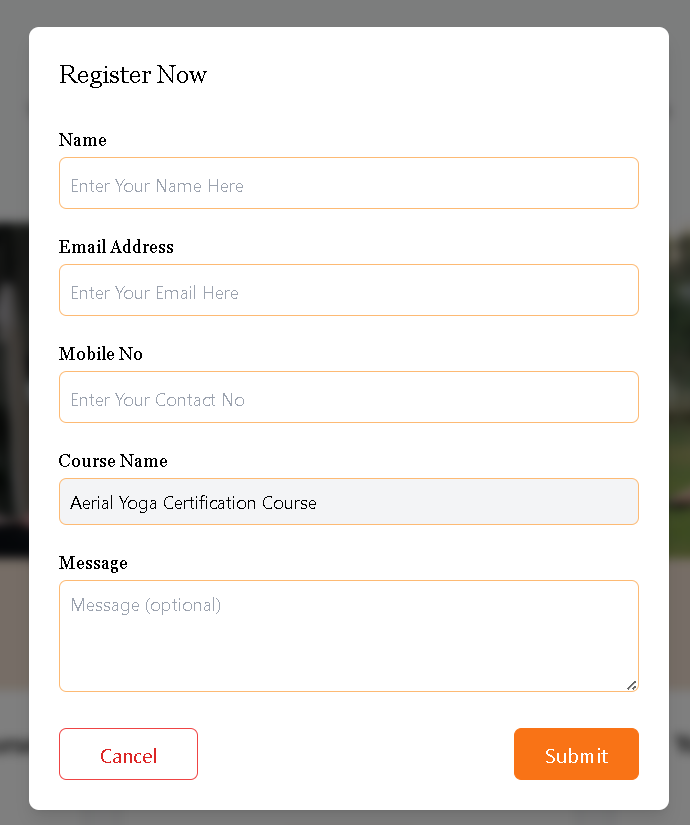 Register Now
Name
Enter Your Name Here
Email Address
Enter Your Email Here
Mobile No
Enter Your Contact No
Course Name
Aerial Yoga Certification Course
Message
Message (optional)
Cancel
Submit